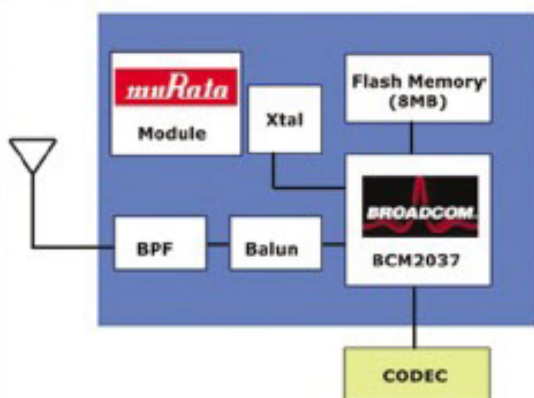 muRata
Module
Xtal
Flash Memory
(8MB)
BROADCOM.
BCM2037
BPF
Balun
CODEC